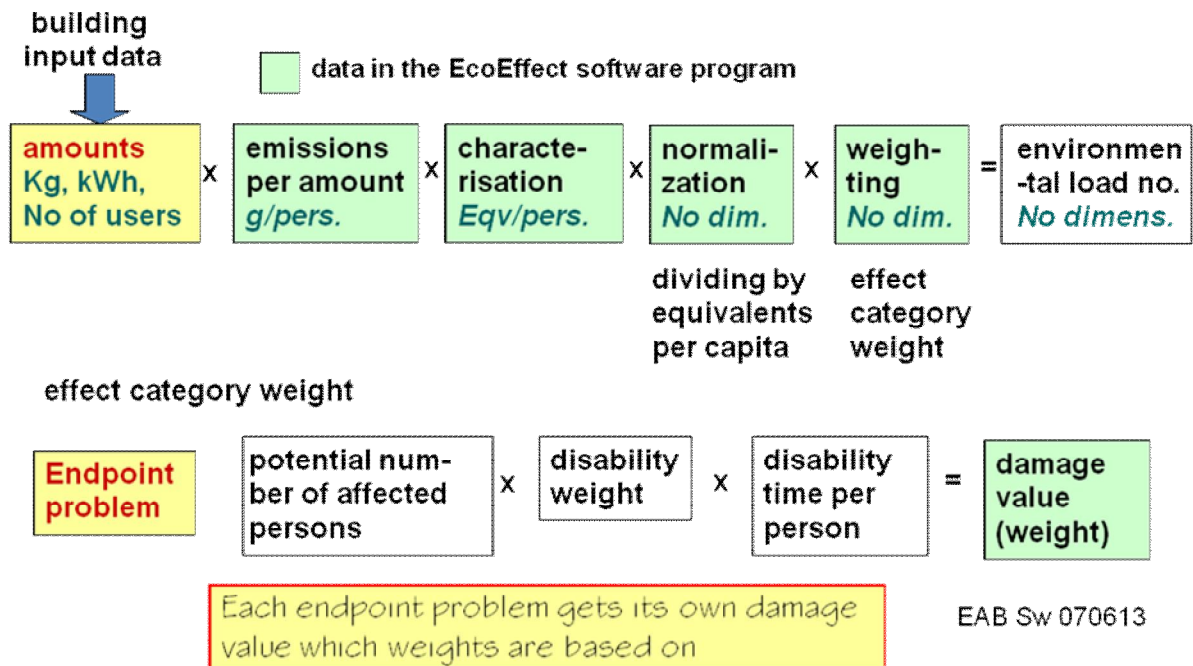 building
input data
data in the EcoEffect software program
amounts
Kg, kWh,
No of users
x
emissions
per amount
g/pers.
x
characte-
risation
Eqv/pers.
x
normali-
zation
No dim.
x
weigh-
ting
No dim.
=
environmen
-tal load no.
No dimens.
dividing by
equivalents
per capita
effect
category
weight
effect category weight
Endpoint
problem
potential num-
ber of affected
persons
x
disability
weight
x
disability
time per
person
=
damage
value
(weight)
Each endpoint problem gets its own damage
value which weights are based on
EAB Sw 070613